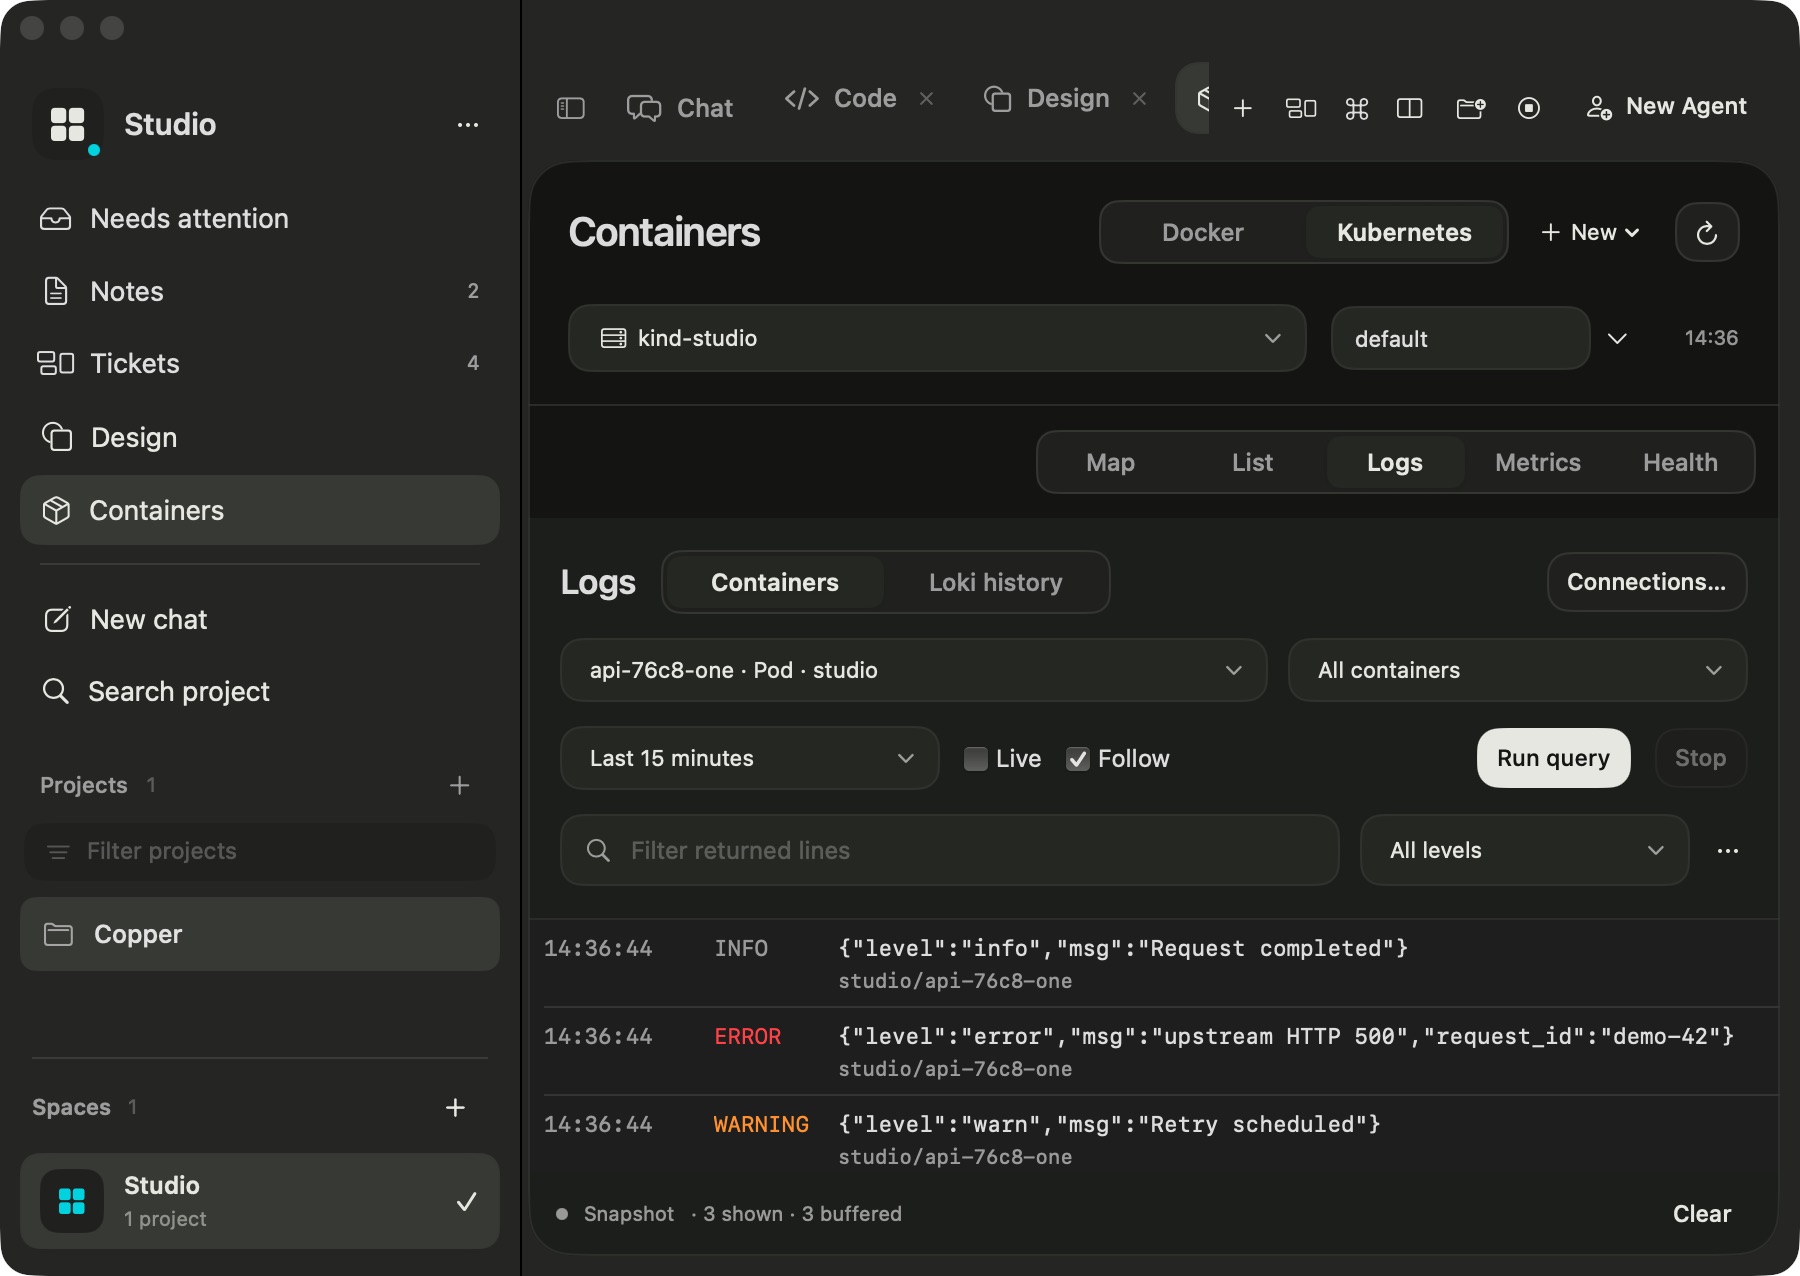 Studio
Needs attention
Notes 2
Tickets 4
Design
Containers
New chat
Search project
Projects 1
Filter projects
Copper
Spaces 1
Studio
1 project
Chat
Code
Design
New Agent
Containers
Docker
Kubernetes
New
kind-studio
default
14:36
Map
List
Logs
Metrics
Health
Logs
Containers
Loki history
Connections...
api-76c8-one · Pod · studio
All containers
Last 15 minutes
Live
Follow
Run query
Stop
Filter returned lines
All levels
14:36:44 INFO {"level":"info","msg":"Request completed"}
studio/api-76c8-one
14:36:44 ERROR {"level":"error","msg":"upstream HTTP 500","request_id":"demo-42"}
studio/api-76c8-one
14:36:44 WARNING {"level":"warn","msg":"Retry scheduled"}
studio/api-76c8-one
Snapshot · 3 shown · 3 buffered
Clear